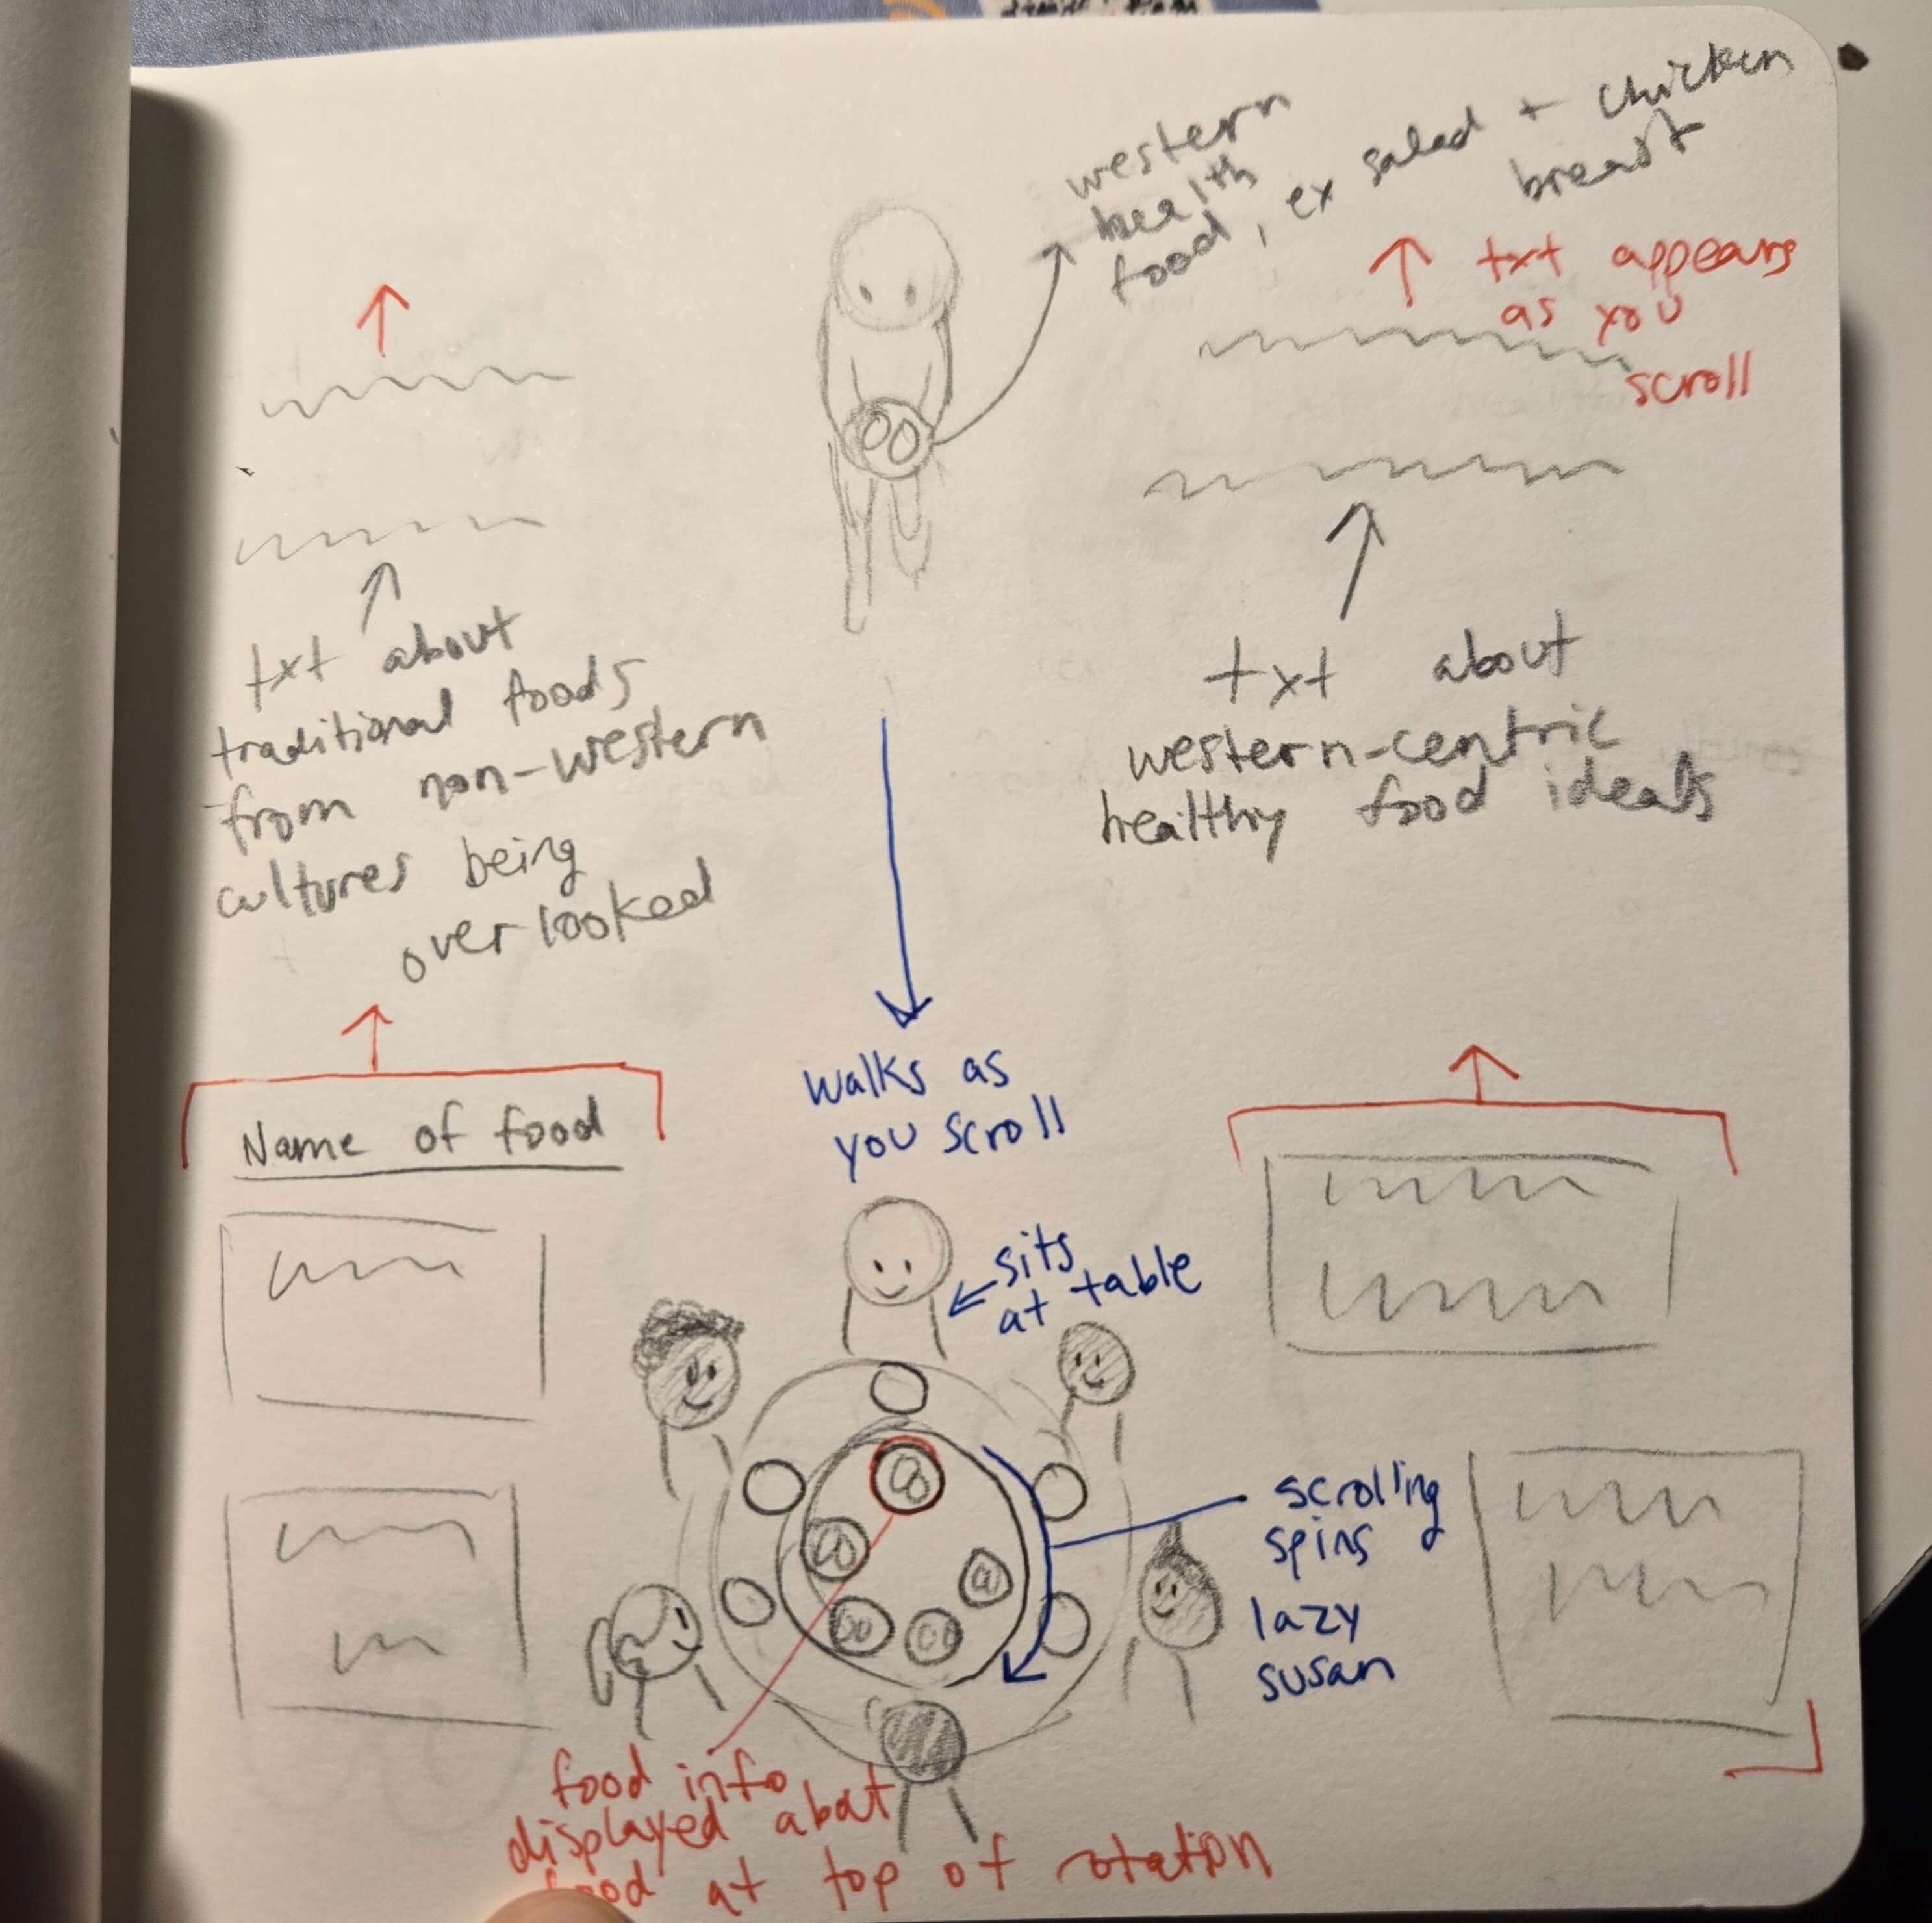 western
health
food, ex salad + chicken
breast
txt appears
as you
scroll
txt about
traditional foods
from non-western
cultures being
overlooked
txt about
western-centric
healthy food ideals
walks as
you scroll
Name of food
sits
at table
scrolling
spins
lazy
susan
food info
displayed about
food at top of rotation